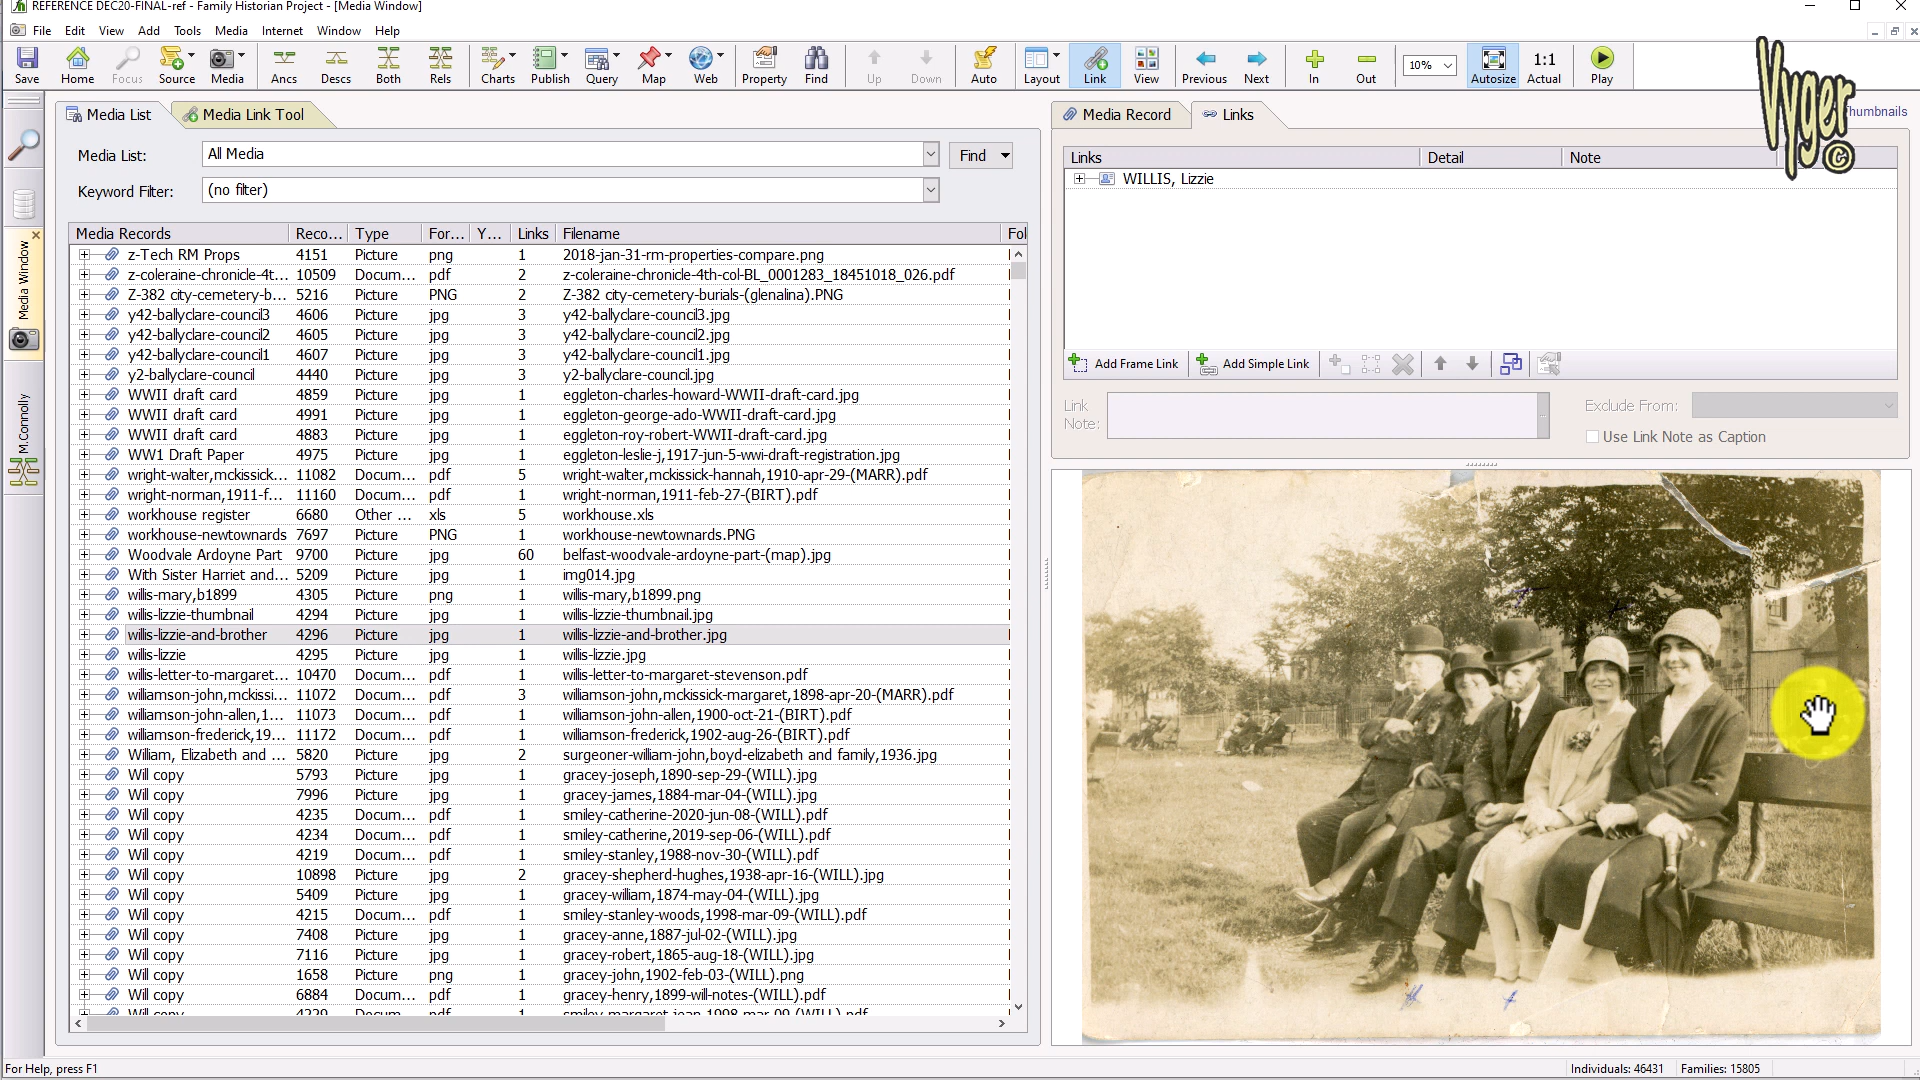 REFERENCE DEC20-FINAL-ref - Family Historian Project - [Media Window]
File Edit View Add Tools Media Internet Window Help
Save Home Focus Source Media Ancs Descs Both Rels Charts Publish Query Map Web Property Find Up Down Auto Layout Link View Previous Next In Out 10% Autosize 1:1 Actual Play
Vyger ©
Media List Media Link Tool
Media List: All Media Find
Keyword Filter: (no filter)
Media Records Reco... Type For... Y... Links Filename Fol
z-Tech RM Props 4151 Picture png 1 2018-jan-31-rm-properties-compare.png
z-coleraine-chronicle-4t... 10509 Docum... pdf 2 z-coleraine-chronicle-4th-col-BL_0001283_18451018_026.pdf
Z-382 city-cemetery-b... 5216 Picture PNG 2 Z-382 city-cemetery-burials-(glenalina).PNG
y42-ballyclare-council3 4606 Picture jpg 3 y42-ballyclare-council3.jpg
y42-ballyclare-council2 4605 Picture jpg 3 y42-ballyclare-council2.jpg
y42-ballyclare-council1 4607 Picture jpg 3 y42-ballyclare-council1.jpg
y2-ballyclare-council 4440 Picture jpg 3 y2-ballyclare-council.jpg
WWII draft card 4859 Picture jpg 1 eggleton-charles-howard-WWII-draft-card.jpg
WWII draft card 4991 Picture jpg 1 eggleton-george-ado-WWII-draft-card.jpg
WWII draft card 4883 Picture jpg 1 eggleton-roy-robert-WWII-draft-card.jpg
WW1 Draft Paper 4975 Picture jpg 1 eggleton-leslie-j,1917-jun-5-wwi-draft-registration.jpg
wright-walter,mckissick... 11082 Docum... pdf 5 wright-walter,mckissick-hannah,1910-apr-29-(MARR).pdf
wright-norman,1911-f... 11160 Docum... pdf 2 wright-norman,1911-feb-27-(BIRT).pdf
workhouse register 6680 Other ... xls 5 workhouse.xls
workhouse-newtownards 7697 Picture PNG 1 workhouse-newtownards.PNG
Woodvale Ardoyne Part 9700 Picture jpg 60 belfast-woodvale-ardoyne-part-(map).jpg
With Sister Harriet and... 5209 Picture jpg 1 img014.jpg
willis-mary,b1899 4305 Picture png 1 willis-mary,b1899.png
willis-lizzie-thumbnail 4294 Picture jpg 1 willis-lizzie-thumbnail.jpg
willis-lizzie-and-brother 4296 Picture jpg 1 willis-lizzie-and-brother.jpg
willis-lizzie 4295 Picture jpg 1 willis-lizzie.jpg
willis-letter-to-margaret... 10470 Docum... pdf 1 willis-letter-to-margaret-stevenson.pdf
williamson-john,mckissi... 11072 Docum... pdf 3 williamson-john,mckissick-margaret,1898-apr-20-(MARR).pdf
williamson-john-allen,1... 11073 Docum... pdf 2 williamson-john-allen,1900-oct-21-(BIRT).pdf
williamson-frederick,19... 11172 Docum... pdf 2 williamson-frederick,1902-aug-26-(BIRT).pdf
William, Elizabeth and ... 5820 Picture jpg 2 surgeoner-william-john,boyd-elizabeth and family,1936.jpg
Will copy 5793 Picture jpg 1 gracey-joseph,1890-sep-29-(WILL).jpg
Will copy 7996 Picture jpg 1 gracey-james,1884-mar-04-(WILL).jpg
Will copy 4235 Docum... pdf 1 smiley-catherine-2020-jun-08-(WILL).pdf
Will copy 4234 Docum... pdf 1 smiley-catherine,2019-sep-06-(WILL).pdf
Will copy 4219 Docum... pdf 1 smiley-stanley,1988-nov-30-(WILL).pdf
Will copy 10898 Picture jpg 2 gracey-shepherd-hughes,1938-apr-16-(WILL).jpg
Will copy 5409 Picture jpg 1 gracey-william,1874-may-04-(WILL).jpg
Will copy 4215 Docum... pdf 1 smiley-stanley-woods,1998-mar-09-(WILL).pdf
Will copy 7408 Picture jpg 1 gracey-anne,1887-jul-02-(WILL).jpg
Will copy 7116 Picture jpg 1 gracey-robert,1865-aug-18-(WILL).jpg
Will copy 1658 Picture png 1 gracey-john,1902-feb-03-(WILL).png
Will copy 6884 Docum... pdf 1 gracey-henry,1899-will-notes-(WILL).pdf
Will copy 4229 Docum pdf 1 smiley-margaret-jean,1998-mar-09-(WILL).pdf
Media Window
M.Connolly
Media Record Links humbnails
Links Detail Note
WILLIS, Lizzie
Add Frame Link Add Simple Link
Link Note: Exclude From:
Use Link Note as Caption
For Help, press F1 Individuals: 46431 Families: 15805